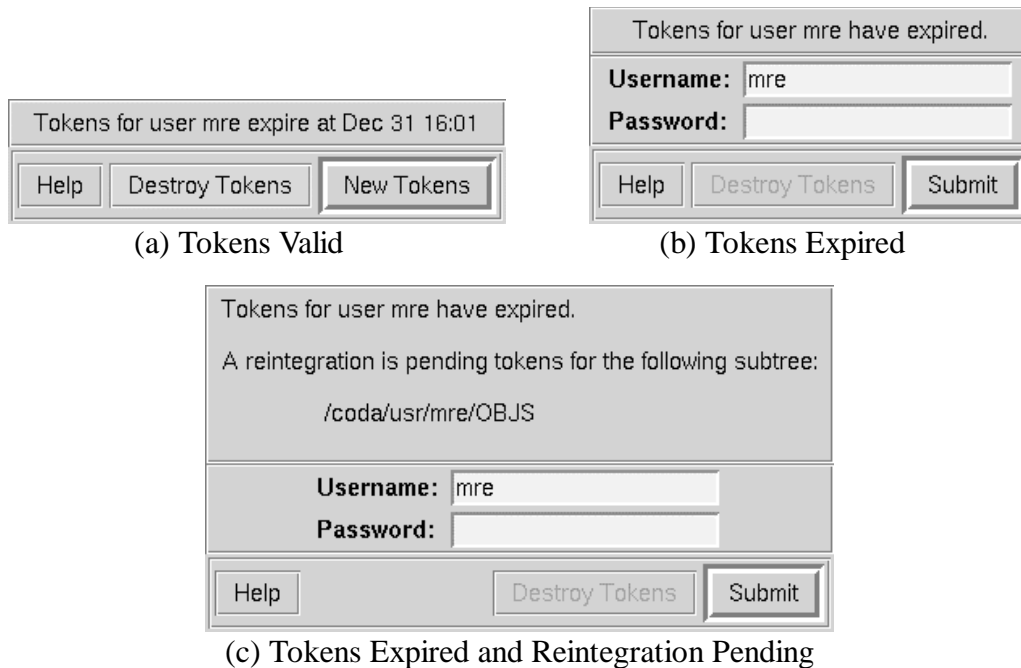 Tokens for user mre expire at Dec 31 16:01
Help Destroy Tokens New Tokens
(a) Tokens Valid
Tokens for user mre have expired.
Username: mre
Password:
Help Destroy Tokens Submit
(b) Tokens Expired
Tokens for user mre have expired.
A reintegration is pending tokens for the following subtree:
/coda/usr/mre/OBJS
Username: mre
Password:
Help Destroy Tokens Submit
(c) Tokens Expired and Reintegration Pending